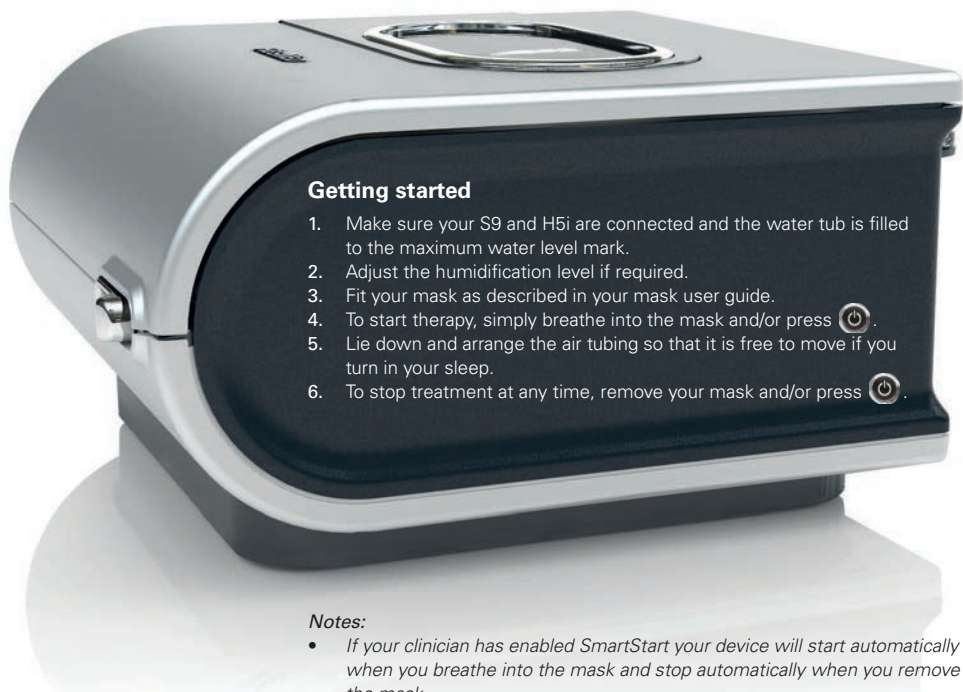 Getting started
1. Make sure your S9 and H5i are connected and the water tub is filled
to the maximum water level mark.
2. Adjust the humidification level if required.
3. Fit your mask as described in your mask user guide.
4. To start therapy, simply breathe into the mask and/or press .
5. Lie down and arrange the air tubing so that it is free to move if you
turn in your sleep.
6. To stop treatment at any time, remove your mask and/or press .
Notes:
• If your clinician has enabled SmartStart your device will start automatically
when you breathe into the mask and stop automatically when you remove
the mask